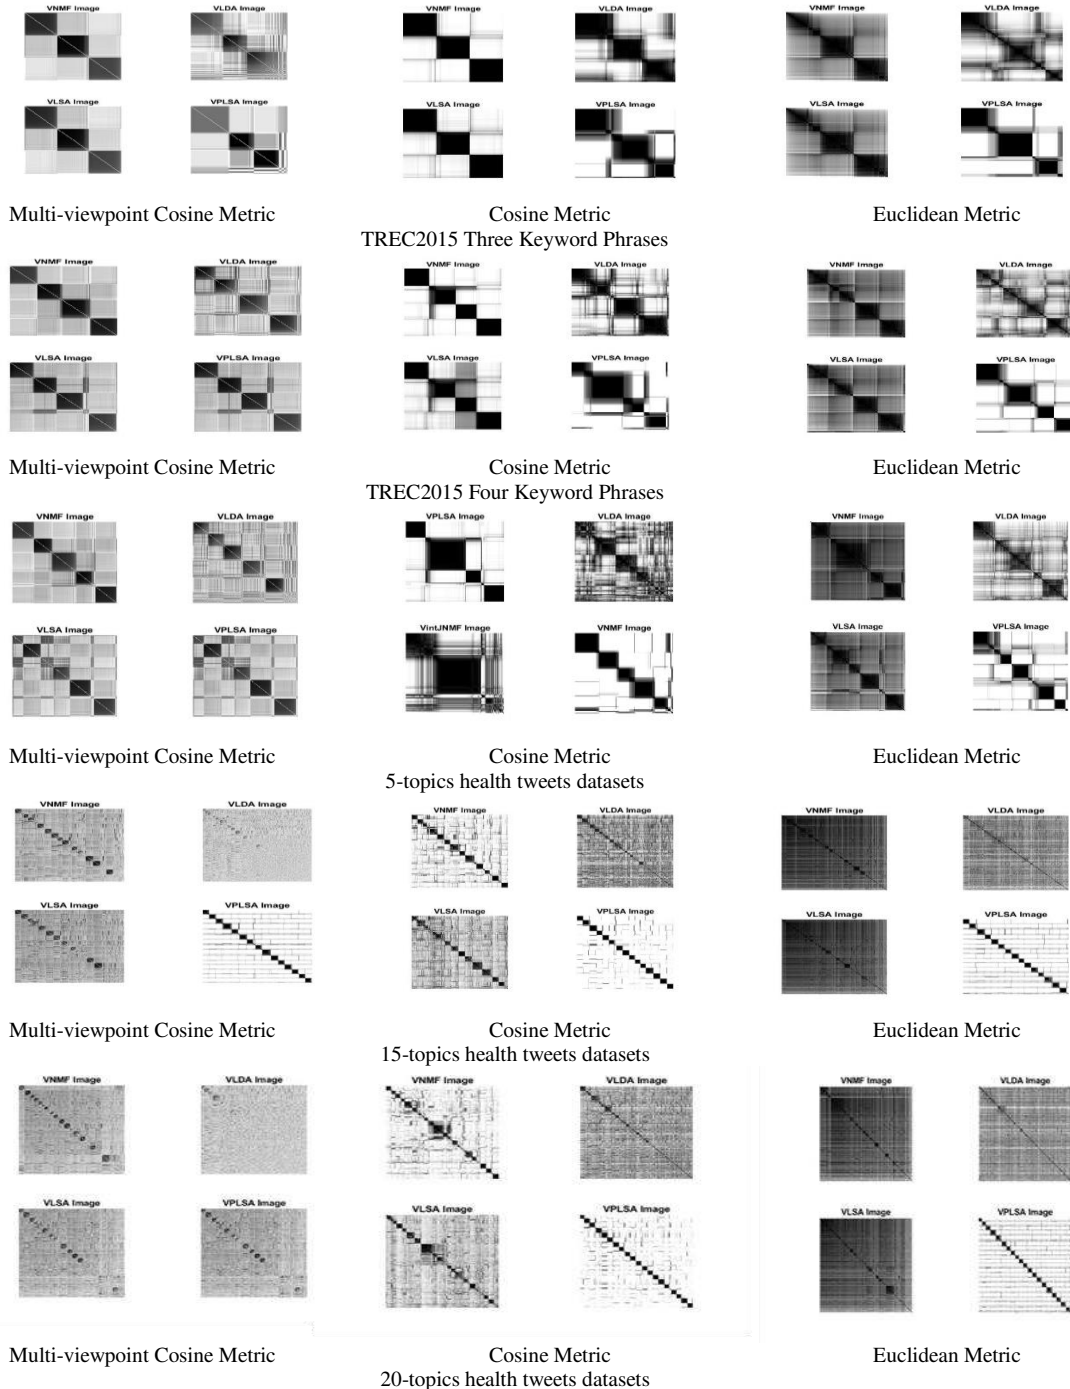 VNMF Image VLDA Image VNMF Image VLDA Image VNMF Image VLDA Image
VLSA Image VPLSA Image VLSA Image VPLSA Image VLSA Image VPLSA Image
Multi-viewpoint Cosine Metric Cosine Metric Euclidean Metric
TREC2015 Three Keyword Phrases
VNMF Image VLDA Image VNMF Image VLDA Image VNMF Image VLDA Image
VLSA Image VPLSA Image VLSA Image VPLSA Image VLSA Image VPLSA Image
Multi-viewpoint Cosine Metric Cosine Metric Euclidean Metric
TREC2015 Four Keyword Phrases
VNMF Image VLDA Image VPLSA Image VLDA Image VNMF Image VLDA Image
VLSA Image VPLSA Image VintJNMF Image VNMF Image VLSA Image VPLSA Image
Multi-viewpoint Cosine Metric Cosine Metric Euclidean Metric
5-topics health tweets datasets
VNMF Image VLDA Image VNMF Image VLDA Image VNMF Image VLDA Image
VLSA Image VPLSA Image VLSA Image VPLSA Image VLSA Image VPLSA Image
Multi-viewpoint Cosine Metric Cosine Metric Euclidean Metric
15-topics health tweets datasets
VNMF Image VLDA Image VNMF Image VLDA Image VNMF Image VLDA Image
VLSA Image VPLSA Image VLSA Image VPLSA Image VLSA Image VPLSA Image
Multi-viewpoint Cosine Metric Cosine Metric Euclidean Metric
20-topics health tweets datasets